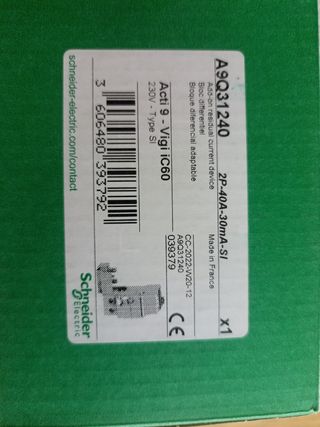 A9Q31240 2P-40A-30mA-SI x1
Add-on residual current device Made in France
Bloc différentiel
Bloque diferencial adaptable
Acti 9 - Vigi iC60
230V - Type SI
CC-2022-W20-12
A9Q31240
039379
CE
3 606480 393792
Schneider
Electric
schneider-electric.com/contact